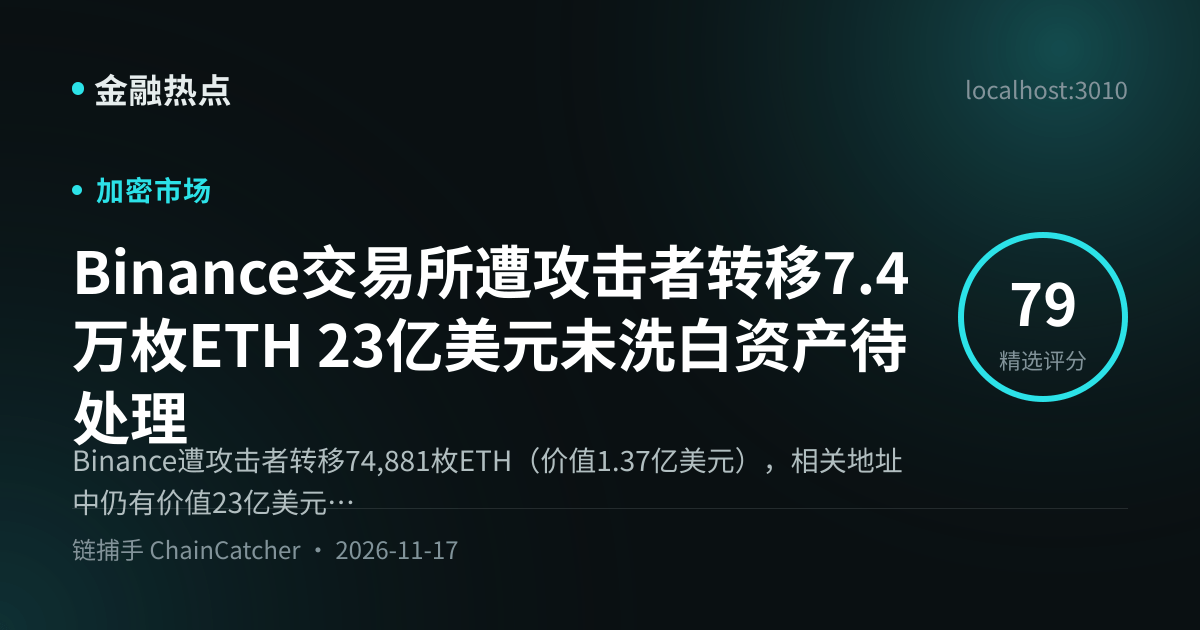 金融热点
localhost:3010
加密市场
Binance交易所遭攻击者转移7.4
万枚ETH 23亿美元未洗白资产待
处理
79
精选评分
Binance遭攻击者转移74,881枚ETH（价值1.37亿美元），相关地址
中仍有价值23亿美元…
链捕手 ChainCatcher · 2026-11-17